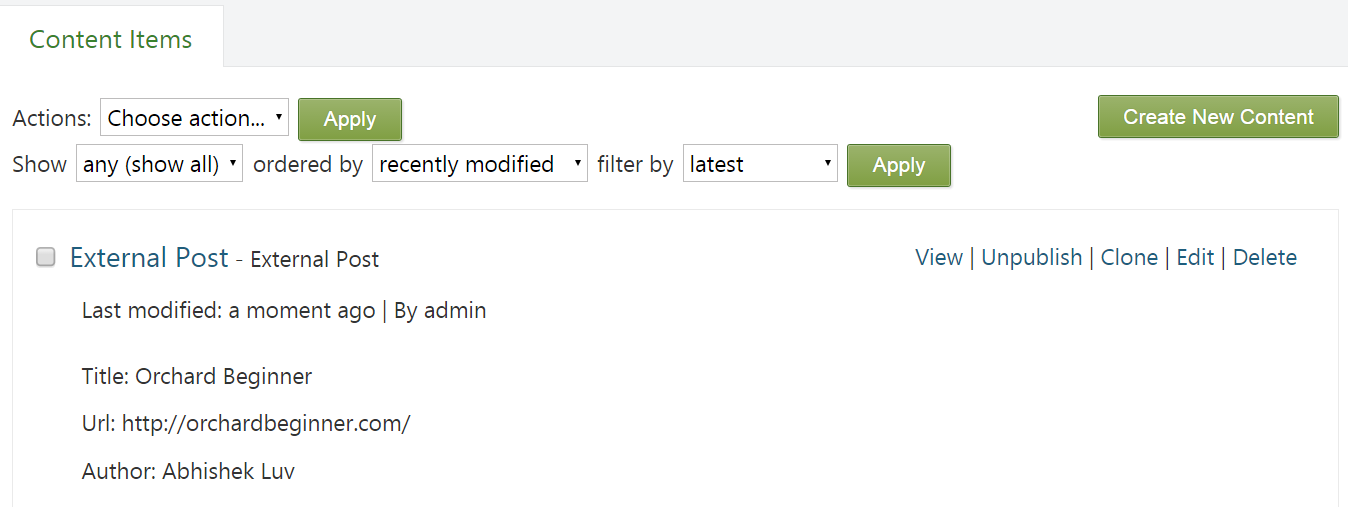 Content Items
Actions: Choose action... Apply Create New Content
Show any (show all) ordered by recently modified filter by latest Apply
External Post - External Post View | Unpublish | Clone | Edit | Delete
Last modified: a moment ago | By admin
Title: Orchard Beginner
Url: http://orchardbeginner.com/
Author: Abhishek Luv